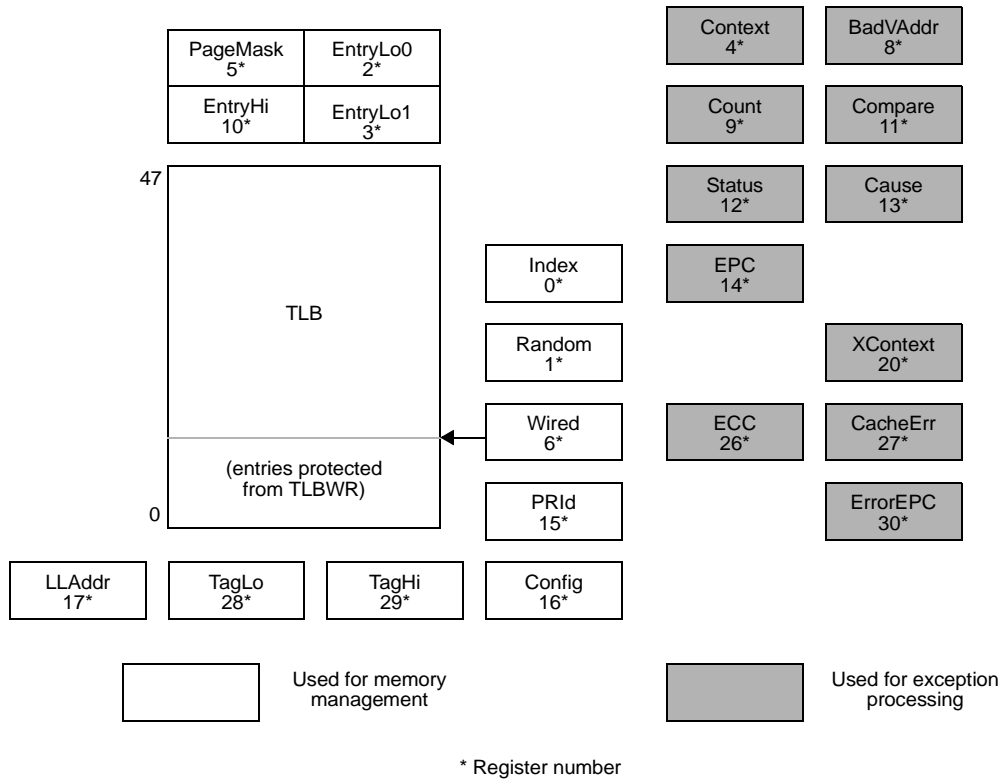 PageMask
5*
EntryLo0
2*
EntryHi
10*
EntryLo1
3*
Context
4*
BadVAddr
8*
Count
9*
Compare
11*
Status
12*
Cause
13*
47
TLB
Index
0*
EPC
14*
Random
1*
XContext
20*
Wired
6*
ECC
26*
CacheErr
27*
(entries protected
from TLBWR)
0
PRId
15*
ErrorEPC
30*
LLAddr
17*
TagLo
28*
TagHi
29*
Config
16*
Used for memory
management
Used for exception
processing
* Register number